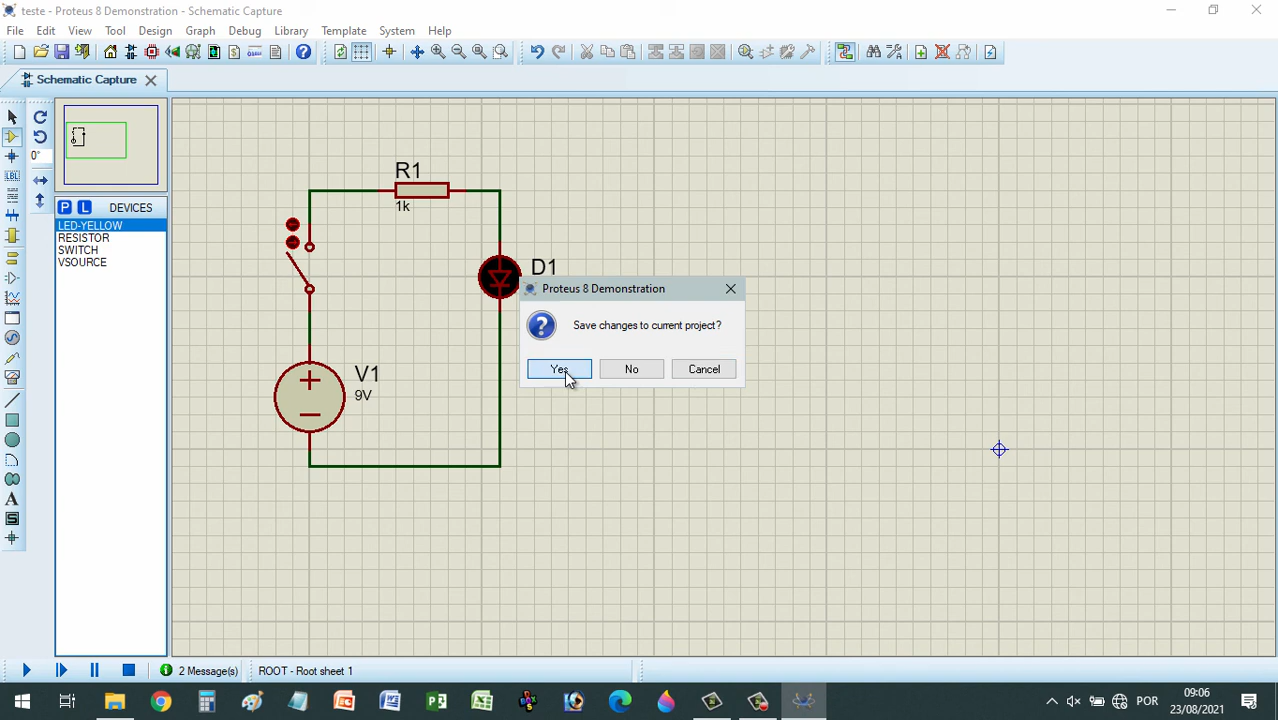 teste - Proteus 8 Demonstration - Schematic Capture
File Edit View Tool Design Graph Debug Library Template System Help
Schematic Capture
0°
P L DEVICES
LED-YELLOW
RESISTOR
SWITCH
VSOURCE
LBL
A
S
R1
1k
D1
V1
9V
Proteus 8 Demonstration
Save changes to current project?
Yes No Cancel
2 Message(s) ROOT - Root sheet 1
POR
09:06
23/08/2021